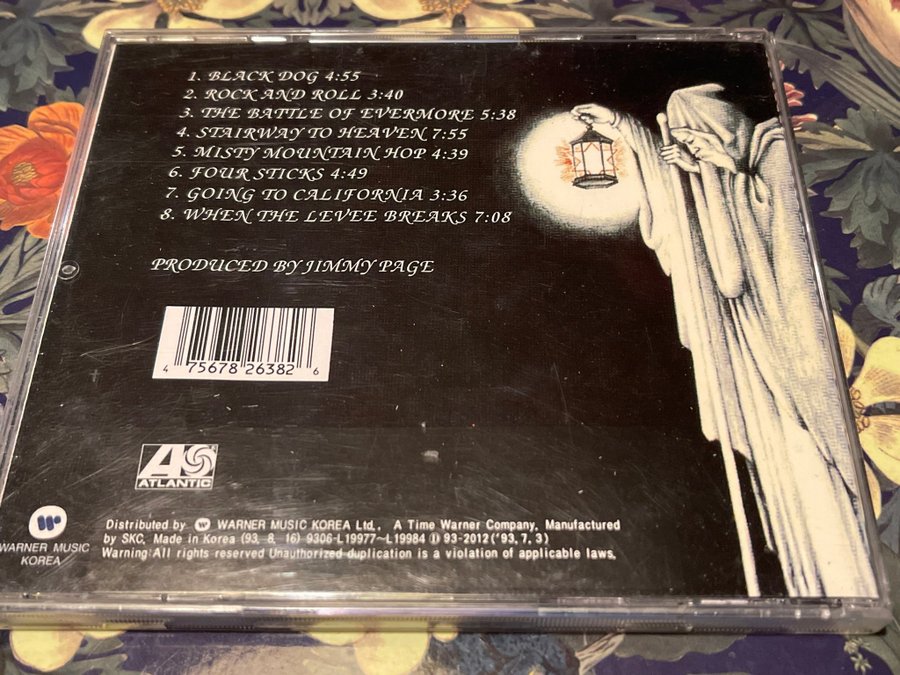 1. BLACK DOG 4:55
2. ROCK AND ROLL 3:40
3. THE BATTLE OF EVERMORE 5:38
4. STAIRWAY TO HEAVEN 7:55
5. MISTY MOUNTAIN HOP 4:39
6. FOUR STICKS 4:49
7. GOING TO CALIFORNIA 3:36
8. WHEN THE LEVEE BREAKS 7:08
PRODUCED BY JIMMY PAGE
4 75678 26382 6
ATLANTIC
WARNER MUSIC
KOREA
Distributed by WARNER MUSIC KOREA Ltd., A Time Warner Company, Manufactured
by SKC, Made in Korea (93, 8, 16) 9306-L19977~L19984 ① 93-2012('93, 7, 3)
Warning:All rights reserved Unauthorized duplication is a violation of applicable laws.